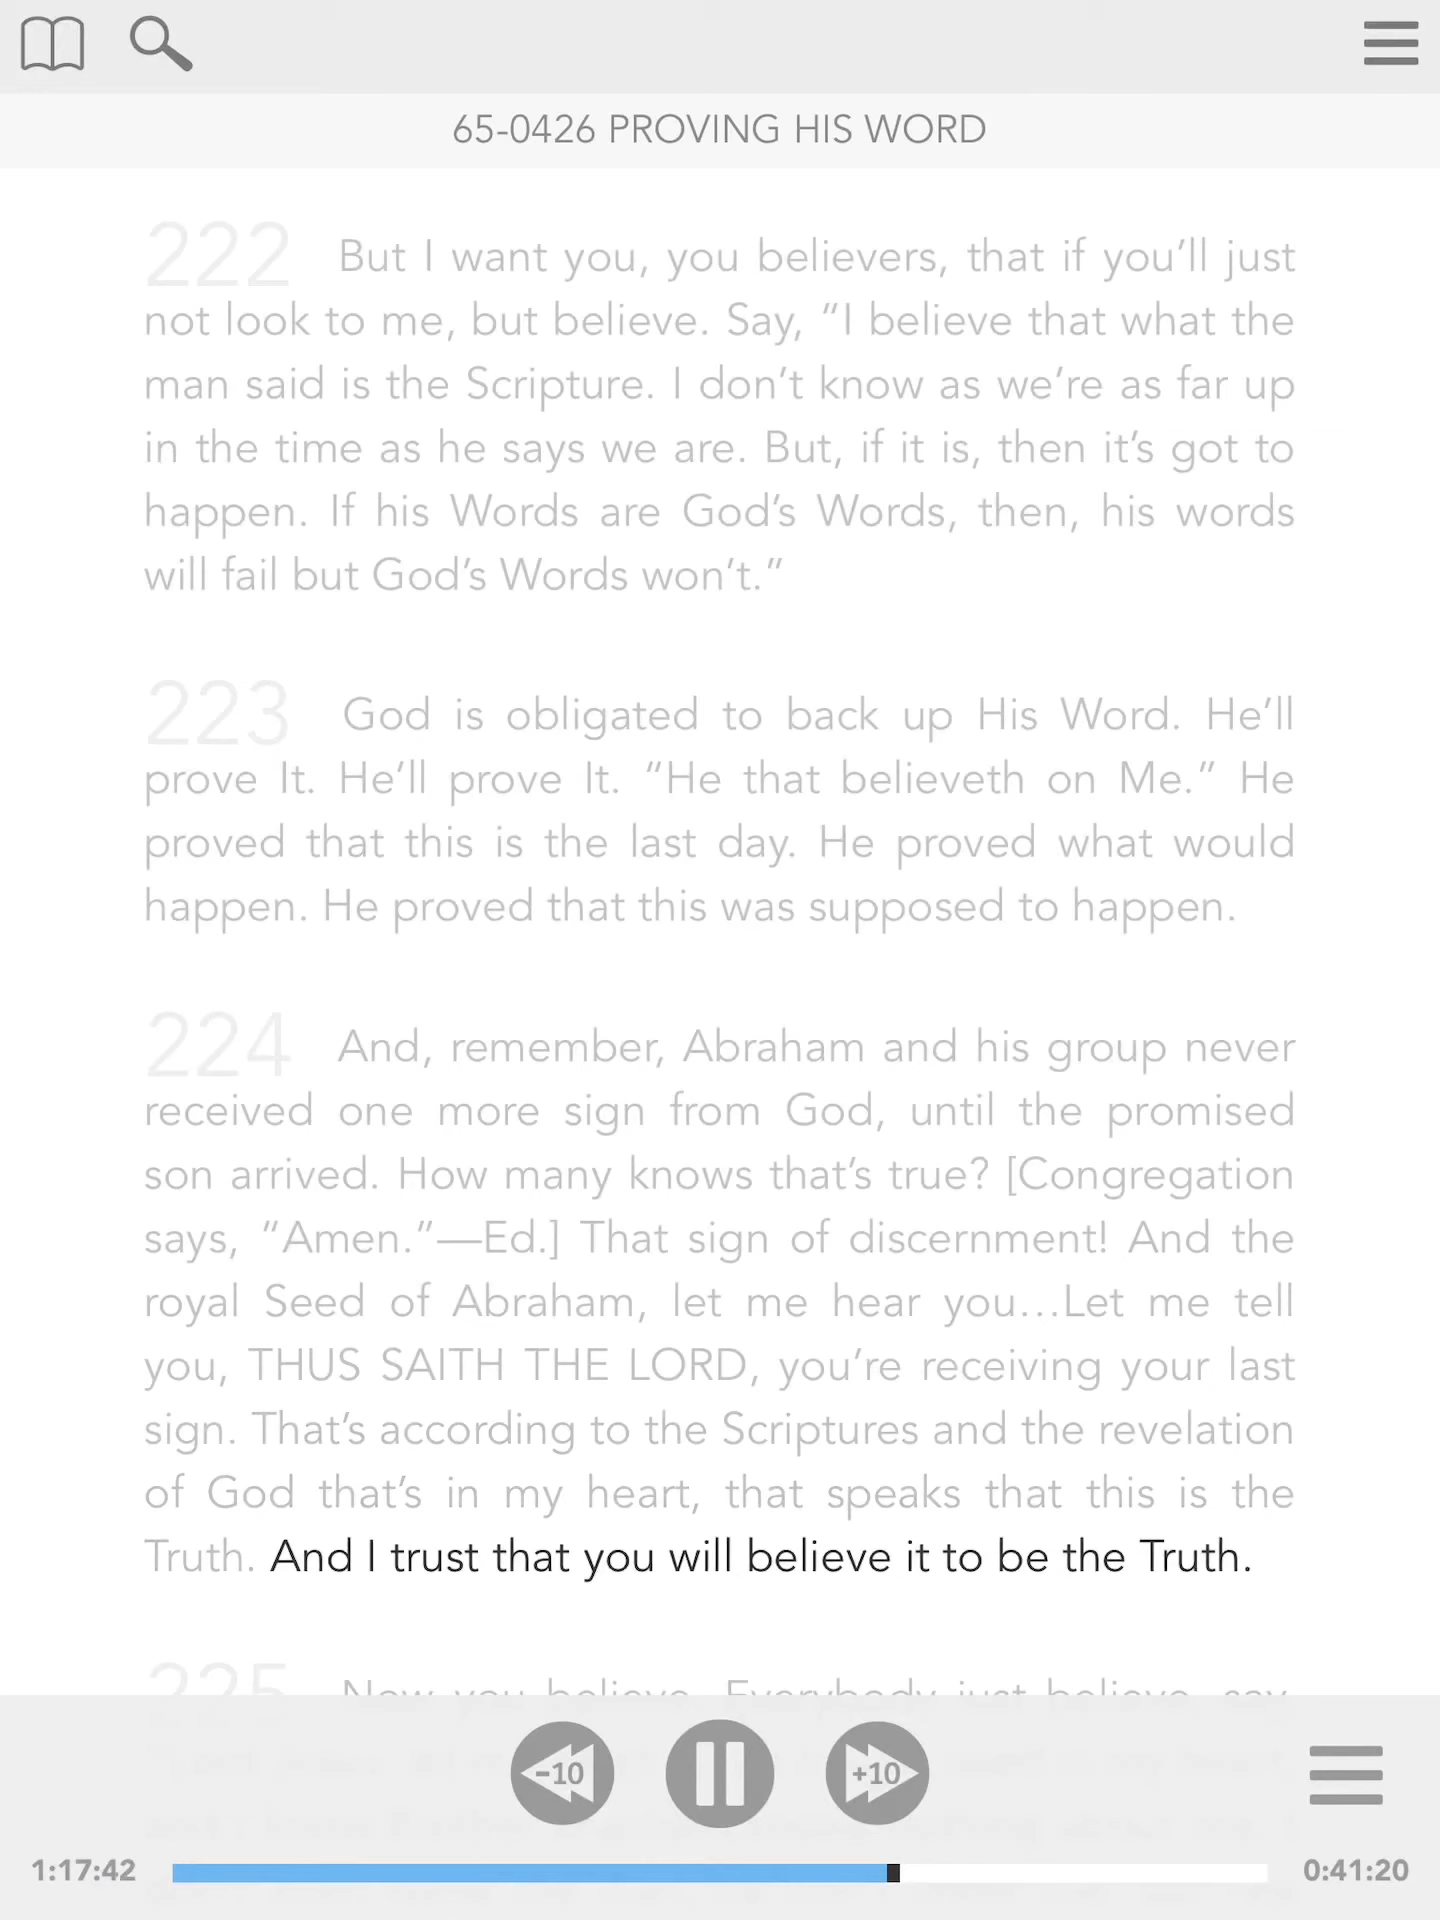 65-0426 PROVING HIS WORD
222 But I want you, you believers, that if you’ll just
not look to me, but believe. Say, “I believe that what the
man said is the Scripture. I don’t know as we’re as far up
in the time as he says we are. But, if it is, then it’s got to
happen. If his Words are God’s Words, then, his words
will fail but God’s Words won’t.”
223 God is obligated to back up His Word. He’ll
prove It. He’ll prove It. “He that believeth on Me.” He
proved that this is the last day. He proved what would
happen. He proved that this was supposed to happen.
224 And, remember, Abraham and his group never
received one more sign from God, until the promised
son arrived. How many knows that’s true? [Congregation
says, “Amen.”—Ed.] That sign of discernment! And the
royal Seed of Abraham, let me hear you…Let me tell
you, THUS SAITH THE LORD, you’re receiving your last
sign. That’s according to the Scriptures and the revelation
of God that’s in my heart, that speaks that this is the
Truth. And I trust that you will believe it to be the Truth.
225 Now you believe. Everybody just believe, say,
-10 +10
1:17:42 0:41:20